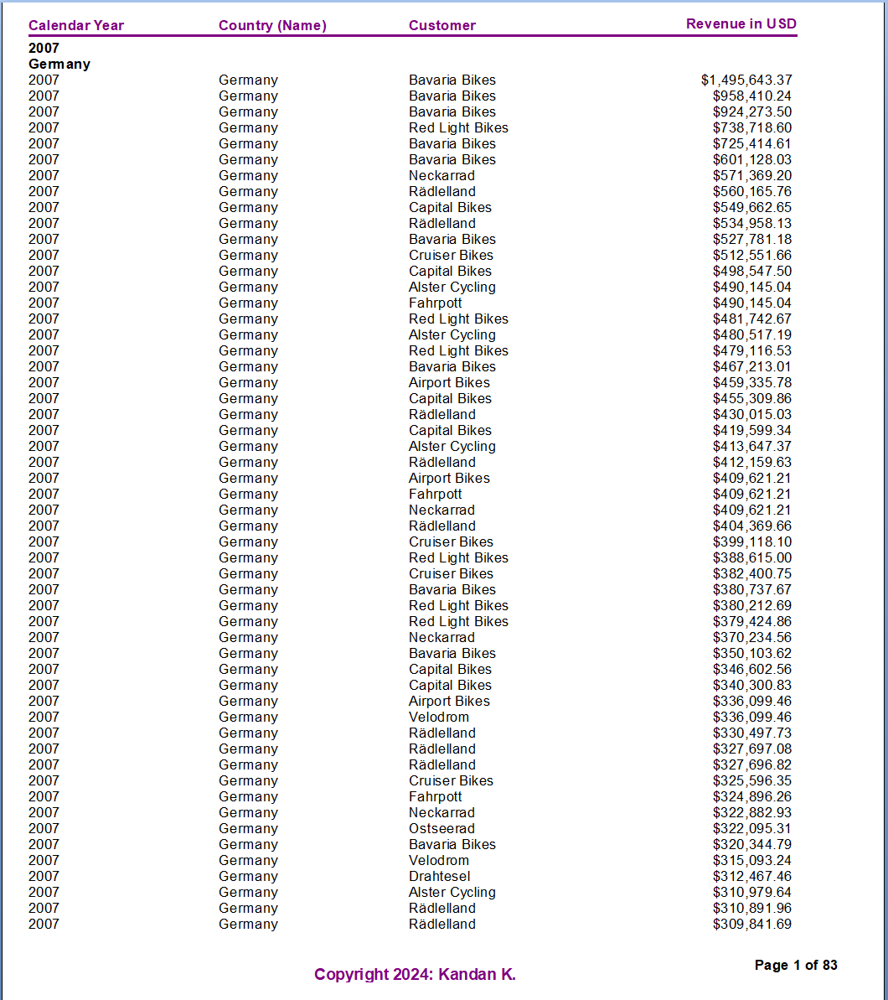 Calendar Year Country (Name) Customer Revenue in USD
2007
Germany
2007 Germany Bavaria Bikes $1,495,643.37
2007 Germany Bavaria Bikes $958,410.24
2007 Germany Bavaria Bikes $924,273.50
2007 Germany Red Light Bikes $738,718.60
2007 Germany Bavaria Bikes $725,414.61
2007 Germany Bavaria Bikes $601,128.03
2007 Germany Neckarrad $571,369.20
2007 Germany Rädlelland $560,165.76
2007 Germany Capital Bikes $549,662.65
2007 Germany Rädlelland $534,958.13
2007 Germany Bavaria Bikes $527,781.18
2007 Germany Cruiser Bikes $512,551.66
2007 Germany Capital Bikes $498,547.50
2007 Germany Alster Cycling $490,145.04
2007 Germany Fahrpott $490,145.04
2007 Germany Red Light Bikes $481,742.67
2007 Germany Alster Cycling $480,517.19
2007 Germany Red Light Bikes $479,116.53
2007 Germany Bavaria Bikes $467,213.01
2007 Germany Airport Bikes $459,335.78
2007 Germany Capital Bikes $455,309.86
2007 Germany Rädlelland $430,015.03
2007 Germany Capital Bikes $419,599.34
2007 Germany Alster Cycling $413,647.37
2007 Germany Rädlelland $412,159.63
2007 Germany Airport Bikes $409,621.21
2007 Germany Fahrpott $409,621.21
2007 Germany Neckarrad $409,621.21
2007 Germany Rädlelland $404,369.66
2007 Germany Cruiser Bikes $399,118.10
2007 Germany Red Light Bikes $388,615.00
2007 Germany Cruiser Bikes $382,400.75
2007 Germany Bavaria Bikes $380,737.67
2007 Germany Red Light Bikes $380,212.69
2007 Germany Red Light Bikes $379,424.86
2007 Germany Neckarrad $370,234.56
2007 Germany Bavaria Bikes $350,103.62
2007 Germany Capital Bikes $346,602.56
2007 Germany Capital Bikes $340,300.83
2007 Germany Airport Bikes $336,099.46
2007 Germany Velodrom $336,099.46
2007 Germany Rädlelland $330,497.73
2007 Germany Rädlelland $327,697.08
2007 Germany Rädlelland $327,696.82
2007 Germany Cruiser Bikes $325,596.35
2007 Germany Fahrpott $324,896.26
2007 Germany Neckarrad $322,882.93
2007 Germany Ostseerad $322,095.31
2007 Germany Bavaria Bikes $320,344.79
2007 Germany Velodrom $315,093.24
2007 Germany Drahtesel $312,467.46
2007 Germany Alster Cycling $310,979.64
2007 Germany Rädlelland $310,891.96
2007 Germany Rädlelland $309,841.69
Page 1 of 83
Copyright 2024: Kandan K.